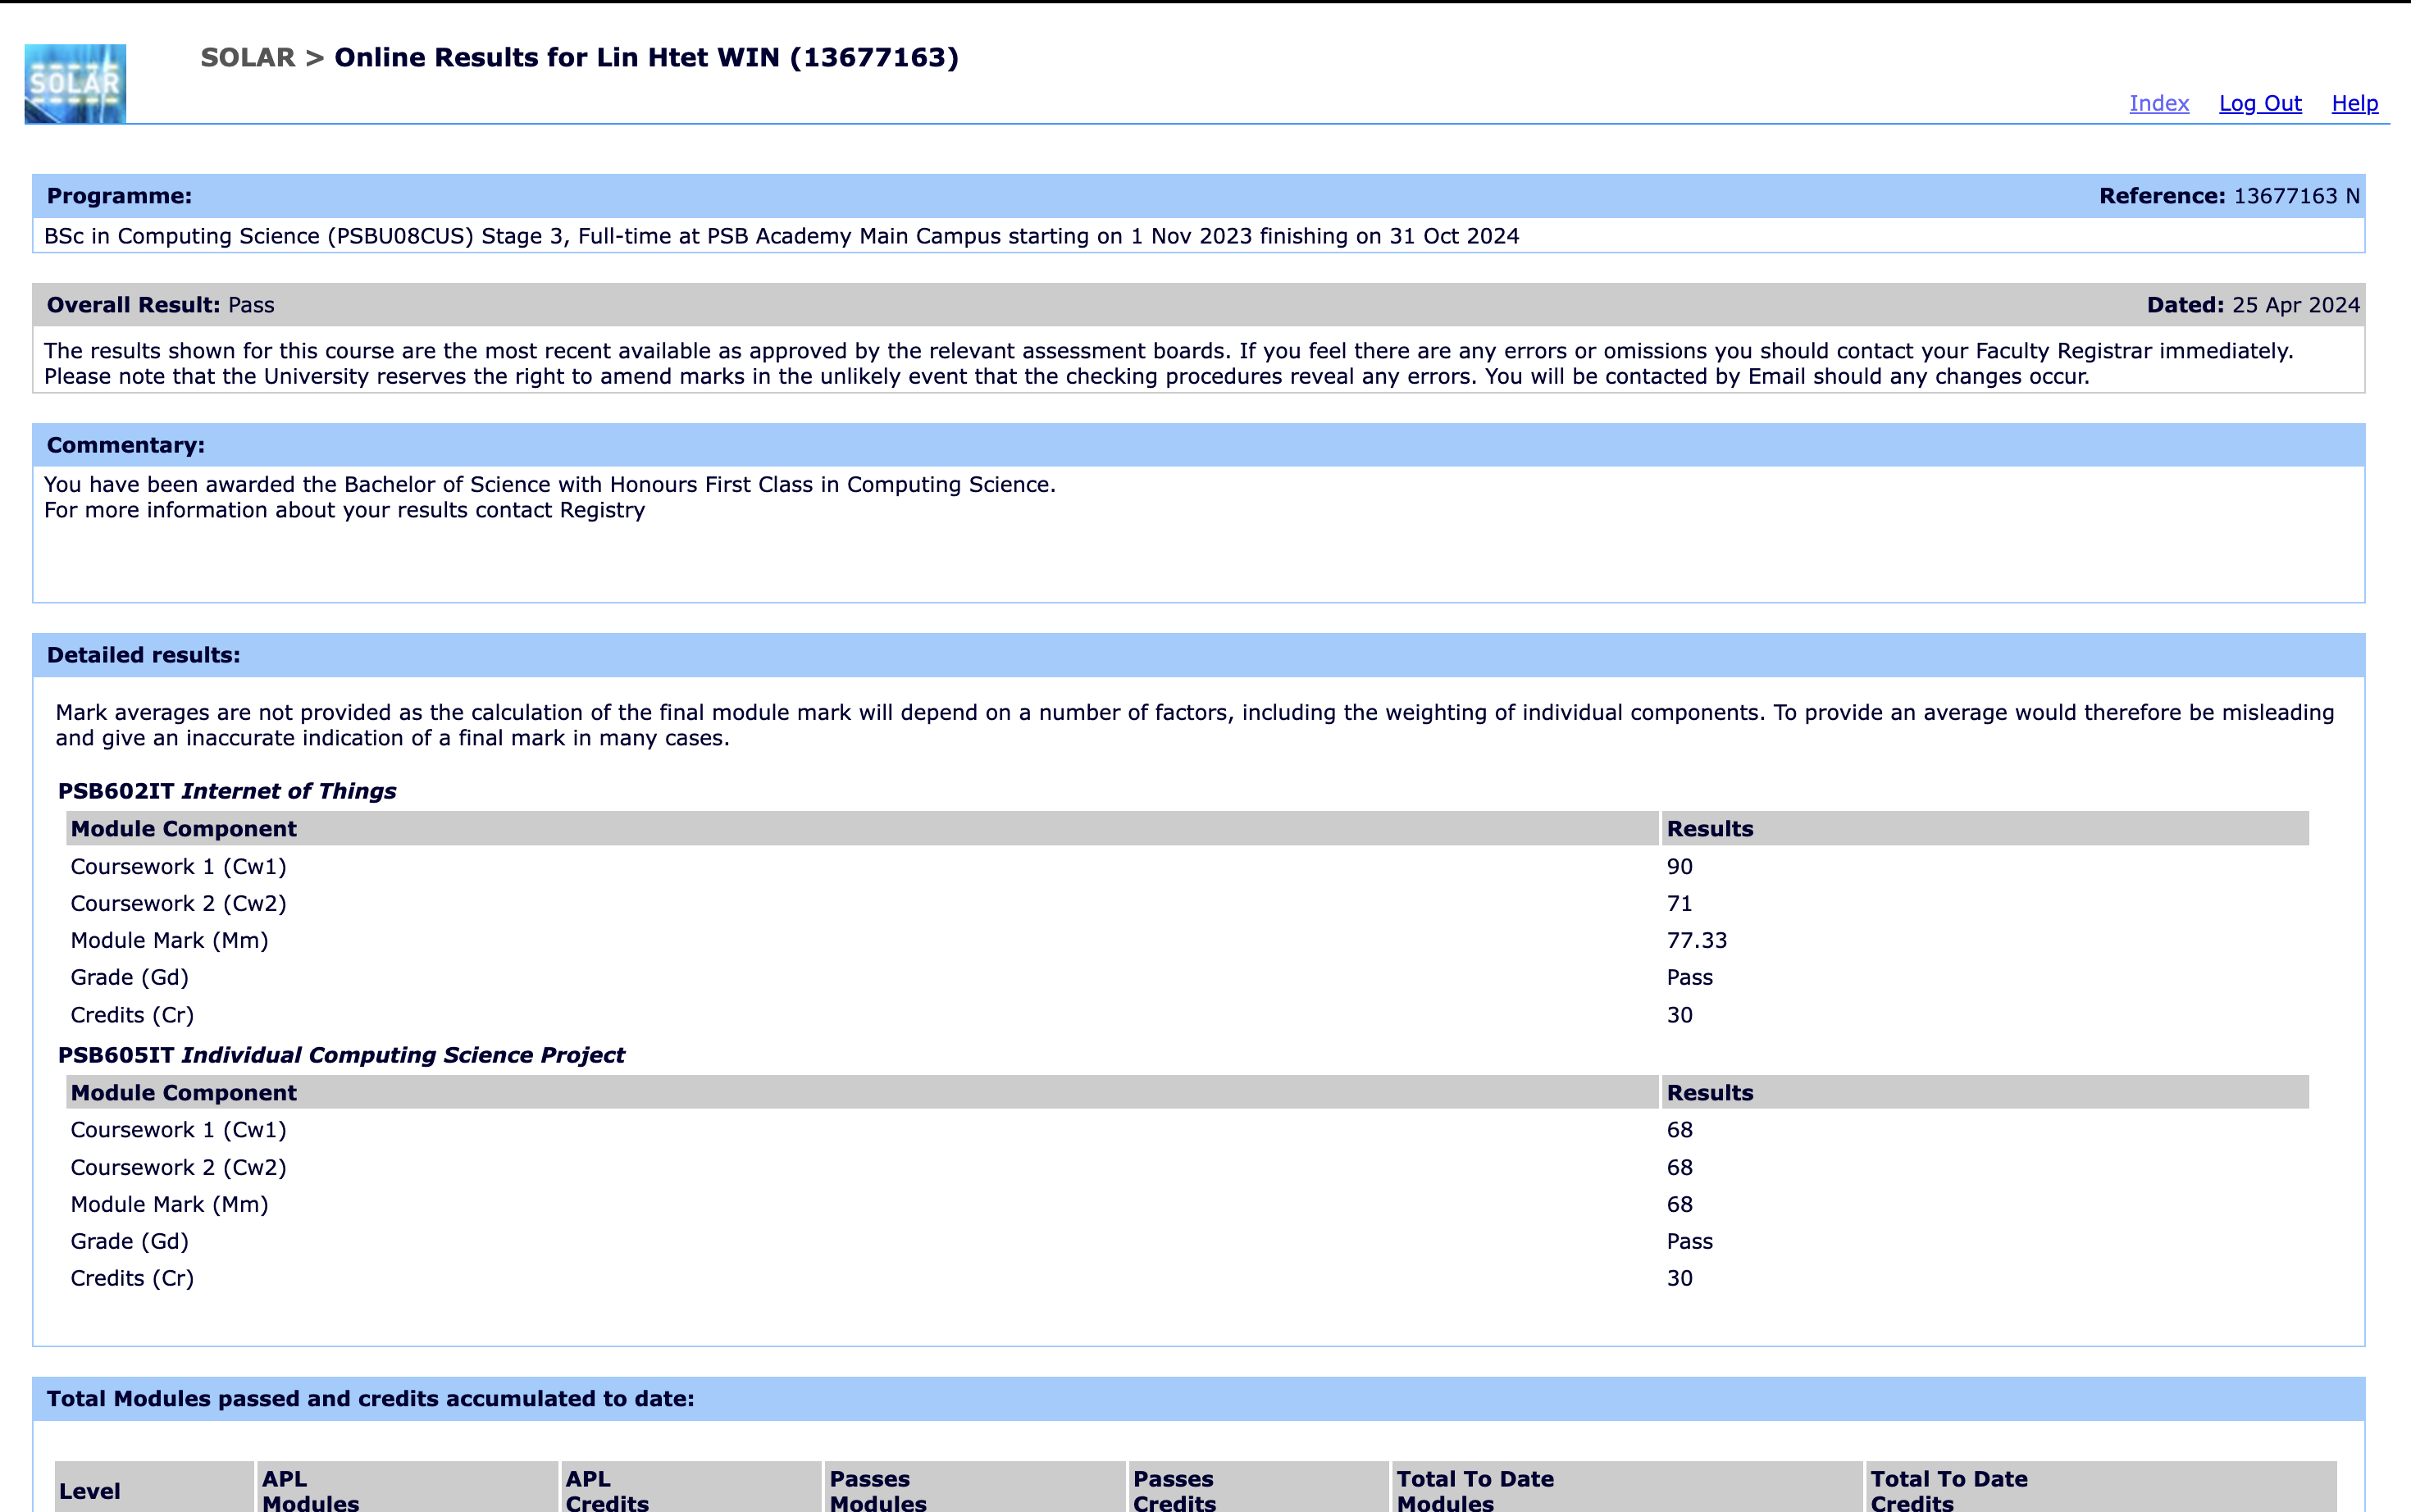 SOLAR
SOLAR > Online Results for Lin Htet WIN (13677163)
Index Log Out Help
Programme: Reference: 13677163 N
BSc in Computing Science (PSBU08CUS) Stage 3, Full-time at PSB Academy Main Campus starting on 1 Nov 2023 finishing on 31 Oct 2024
Overall Result: Pass Dated: 25 Apr 2024
The results shown for this course are the most recent available as approved by the relevant assessment boards. If you feel there are any errors or omissions you should contact your Faculty Registrar immediately.
Please note that the University reserves the right to amend marks in the unlikely event that the checking procedures reveal any errors. You will be contacted by Email should any changes occur.
Commentary:
You have been awarded the Bachelor of Science with Honours First Class in Computing Science.
For more information about your results contact Registry
Detailed results:
Mark averages are not provided as the calculation of the final module mark will depend on a number of factors, including the weighting of individual components. To provide an average would therefore be misleading
and give an inaccurate indication of a final mark in many cases.
PSB602IT Internet of Things
Module Component Results
Coursework 1 (Cw1) 90
Coursework 2 (Cw2) 71
Module Mark (Mm) 77.33
Grade (Gd) Pass
Credits (Cr) 30
PSB605IT Individual Computing Science Project
Module Component Results
Coursework 1 (Cw1) 68
Coursework 2 (Cw2) 68
Module Mark (Mm) 68
Grade (Gd) Pass
Credits (Cr) 30
Total Modules passed and credits accumulated to date:
Level APL Modules APL Credits Passes Modules Passes Credits Total To Date Modules Total To Date Credits